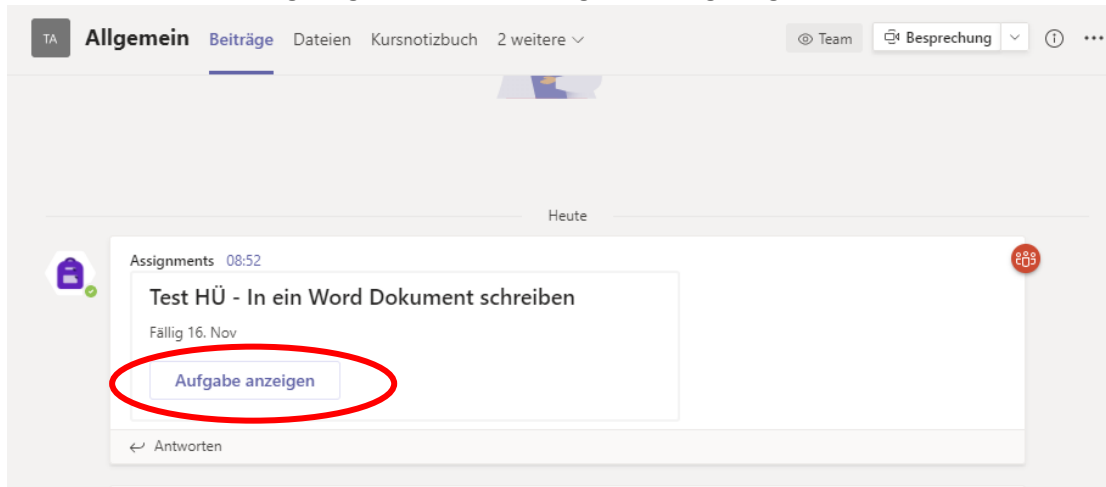 TA Allgemein Beiträge Dateien Kursnotizbuch 2 weitere Team Besprechung
Heute
Assignments 08:52
Test HÜ - In ein Word Dokument schreiben
Fällig 16. Nov
Aufgabe anzeigen
Antworten